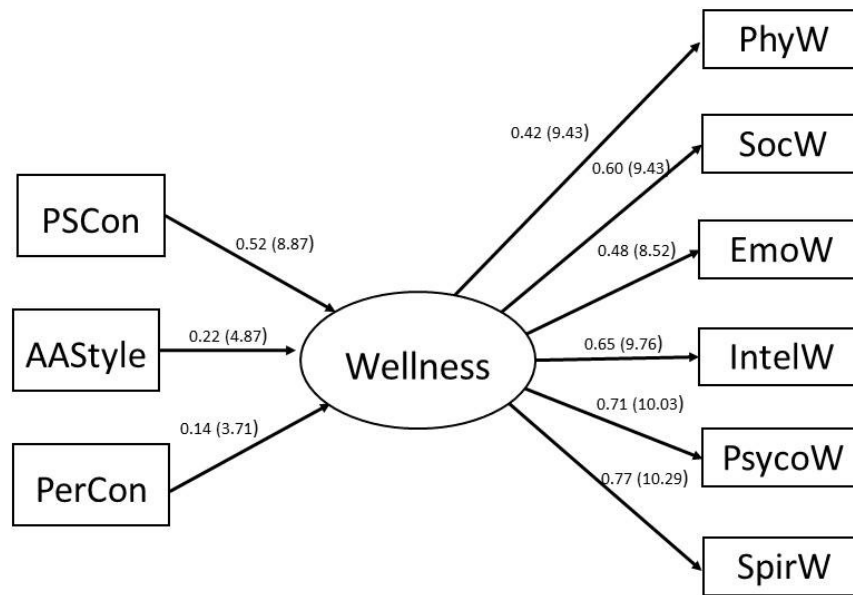 PhyW
0.42 (9.43)
SocW
0.60 (9.43)
PSCon
0.52 (8.87)
EmoW
0.48 (8.52)
AAStyle
0.22 (4.87)
Wellness
IntelW
0.65 (9.76)
PerCon
0.14 (3.71)
PsycoW
0.71 (10.03)
0.77 (10.29)
SpirW